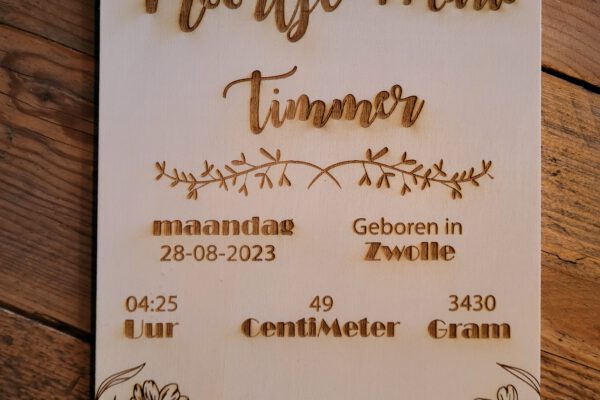 Timmer
maandag
28-08-2023
Geboren in
Zwolle
04:25
Uur
49
CentiMeter
3430
Gram